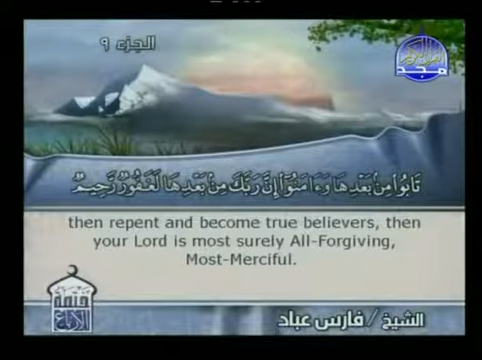 الجزء ٩
مجد
تَابُوا۟ مِنۢ بَعْدِهَا وَءَامَنُوٓا۟ إِنَّ رَبَّكَ مِنۢ بَعْدِهَا لَغَفُورٌ رَّحِيمٌ
then repent and become true believers, then
your Lord is most surely All-Forgiving,
Most-Merciful.
الشيخ / فارس عباد